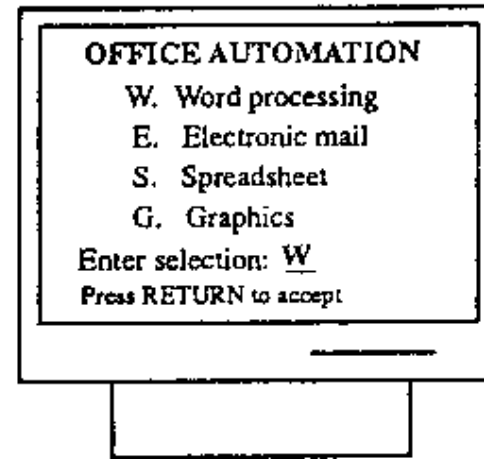 OFFICE AUTOMATION
W. Word processing
E. Electronic mail
S. Spreadsheet
G. Graphics
Enter selection: W
Press RETURN to accept